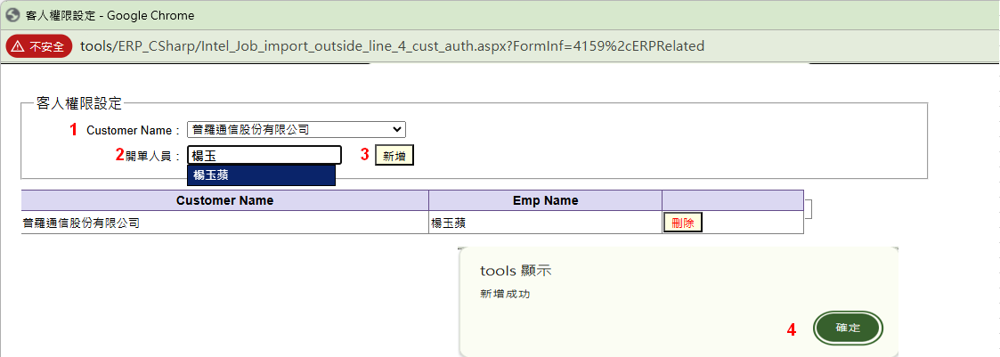 客人權限設定 - Google Chrome
不安全 tools/ERP_CSharp/Intel_Job_import_outside_line_4_cust_auth.aspx?FormInf=4159%2cERPRelated
客人權限設定
1 Customer Name： 普羅通信股份有限公司
2開單人員： 楊玉 3 新增
楊玉蘋
Customer Name Emp Name
普羅通信股份有限公司 楊玉蘋 刪除
tools 顯示
新增成功
4 確定